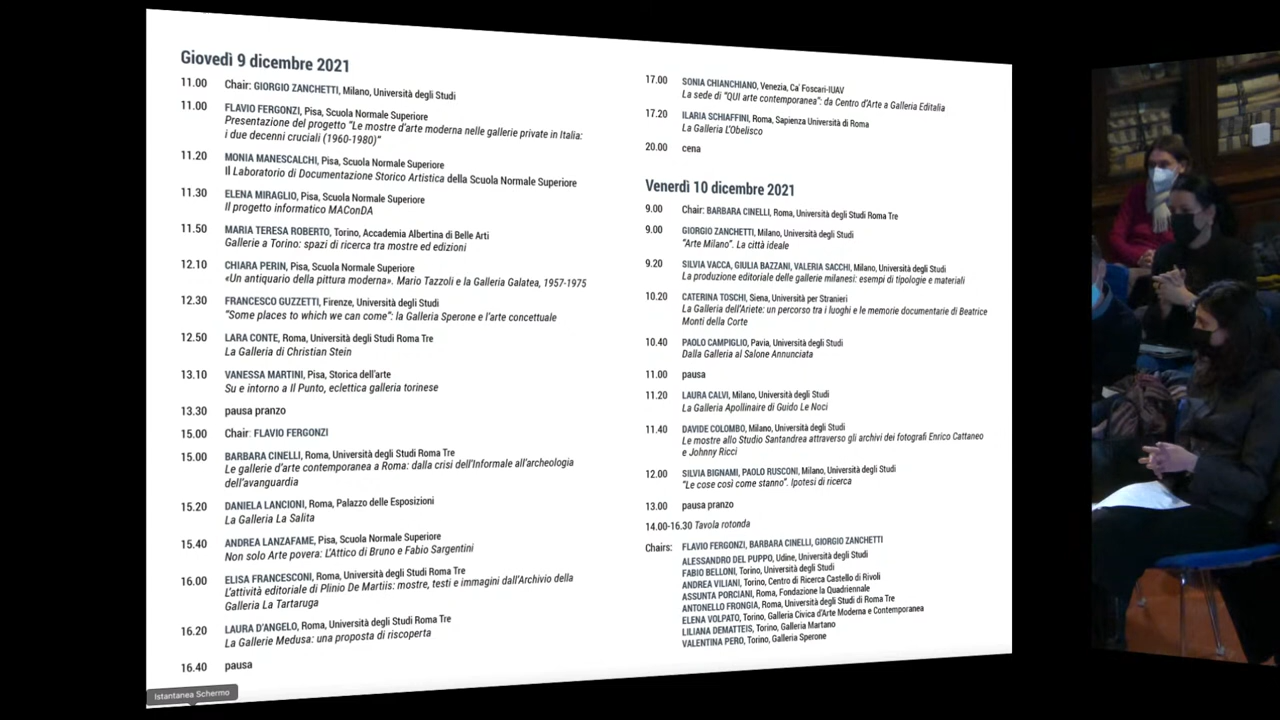 Giovedì 9 dicembre 2021
11.00 Chair: GIORGIO ZANCHETTI, Milano, Università degli Studi
11.00 FLAVIO FERGONZI, Pisa, Scuola Normale Superiore
Presentazione del progetto “Le mostre d’arte moderna nelle gallerie private in Italia:
i due decenni cruciali (1960-1980)”
11.20 MONIA MANESCALCHI, Pisa, Scuola Normale Superiore
Il Laboratorio di Documentazione Storico Artistica della Scuola Normale Superiore
11.30 ELENA MIRAGLIO, Pisa, Scuola Normale Superiore
Il progetto informatico MAConDA
11.50 MARIA TERESA ROBERTO, Torino, Accademia Albertina di Belle Arti
Gallerie a Torino: spazi di ricerca tra mostre ed edizioni
12.10 CHIARA PERIN, Pisa, Scuola Normale Superiore
«Un antiquario della pittura moderna». Mario Tazzoli e la Galleria Galatea, 1957-1975
12.30 FRANCESCO GUZZETTI, Firenze, Università degli Studi
“Some places to which we can come”: la Galleria Sperone e l’arte concettuale
12.50 LARA CONTE, Roma, Università degli Studi Roma Tre
La Galleria di Christian Stein
13.10 VANESSA MARTINI, Pisa, Storica dell’arte
Su e intorno a Il Punto, eclettica galleria torinese
13.30 pausa pranzo
15.00 Chair: FLAVIO FERGONZI
15.00 BARBARA CINELLI, Roma, Università degli Studi Roma Tre
Le gallerie d’arte contemporanea a Roma: dalla crisi dell’Informale all’archeologia
dell’avanguardia
15.20 DANIELA LANCIONI, Roma, Palazzo delle Esposizioni
La Galleria La Salita
15.40 ANDREA LANZAFAME, Pisa, Scuola Normale Superiore
Non solo Arte povera: L’Attico di Bruno e Fabio Sargentini
16.00 ELISA FRANCESCONI, Roma, Università degli Studi Roma Tre
L’attività editoriale di Plinio De Martiis: mostre, testi e immagini dall’Archivio della
Galleria La Tartaruga
16.20 LAURA D’ANGELO, Roma, Università degli Studi Roma Tre
La Gallerie Medusa: una proposta di riscoperta
16.40 pausa
17.00 SONIA CHIANCHIANO, Venezia, Ca’ Foscari-IUAV
La sede di “QUI arte contemporanea”: da Centro d’Arte a Galleria Editalia
17.20 ILARIA SCHIAFFINI, Roma, Sapienza Università di Roma
La Galleria L’Obelisco
20.00 cena
Venerdì 10 dicembre 2021
9.00 Chair: BARBARA CINELLI, Roma, Università degli Studi Roma Tre
9.00 GIORGIO ZANCHETTI, Milano, Università degli Studi
“Arte Milano”. La città ideale
9.20 SILVIA VACCA, GIULIA BAZZANI, VALERIA SACCHI, Milano, Università degli Studi
La produzione editoriale delle gallerie milanesi: esempi di tipologie e materiali
10.20 CATERINA TOSCHI, Siena, Università per Stranieri
La Galleria dell’Ariete: un percorso tra i luoghi e le memorie documentarie di Beatrice
Monti della Corte
10.40 PAOLO CAMPIGLIO, Pavia, Università degli Studi
Dalla Galleria al Salone Annunciata
11.00 pausa
11.20 LAURA CALVI, Milano, Università degli Studi
La Galleria Apollinaire di Guido Le Noci
11.40 DAVIDE COLOMBO, Milano, Università degli Studi
Le mostre allo Studio Santandrea attraverso gli archivi dei fotografi Enrico Cattaneo
e Johnny Ricci
12.00 SILVIA BIGNAMI, PAOLO RUSCONI, Milano, Università degli Studi
“Le cose così come stanno”. Ipotesi di ricerca
13.00 pausa pranzo
14.00-16.30 Tavola rotonda
Chairs: FLAVIO FERGONZI, BARBARA CINELLI, GIORGIO ZANCHETTI
ALESSANDRO DEL PUPPO, Udine, Università degli Studi
FABIO BELLONI, Torino, Università degli Studi
ANDREA VILIANI, Torino, Centro di Ricerca Castello di Rivoli
ASSUNTA PORCIANI, Roma, Fondazione la Quadriennale
ANTONELLO FRONGIA, Roma, Università degli Studi di Roma Tre
ELENA VOLPATO, Torino, Galleria Civica d’Arte Moderna e Contemporanea
LILIANA DEMATTEIS, Torino, Galleria Martano
VALENTINA PERO, Torino, Galleria Sperone
Istantanea Schermo